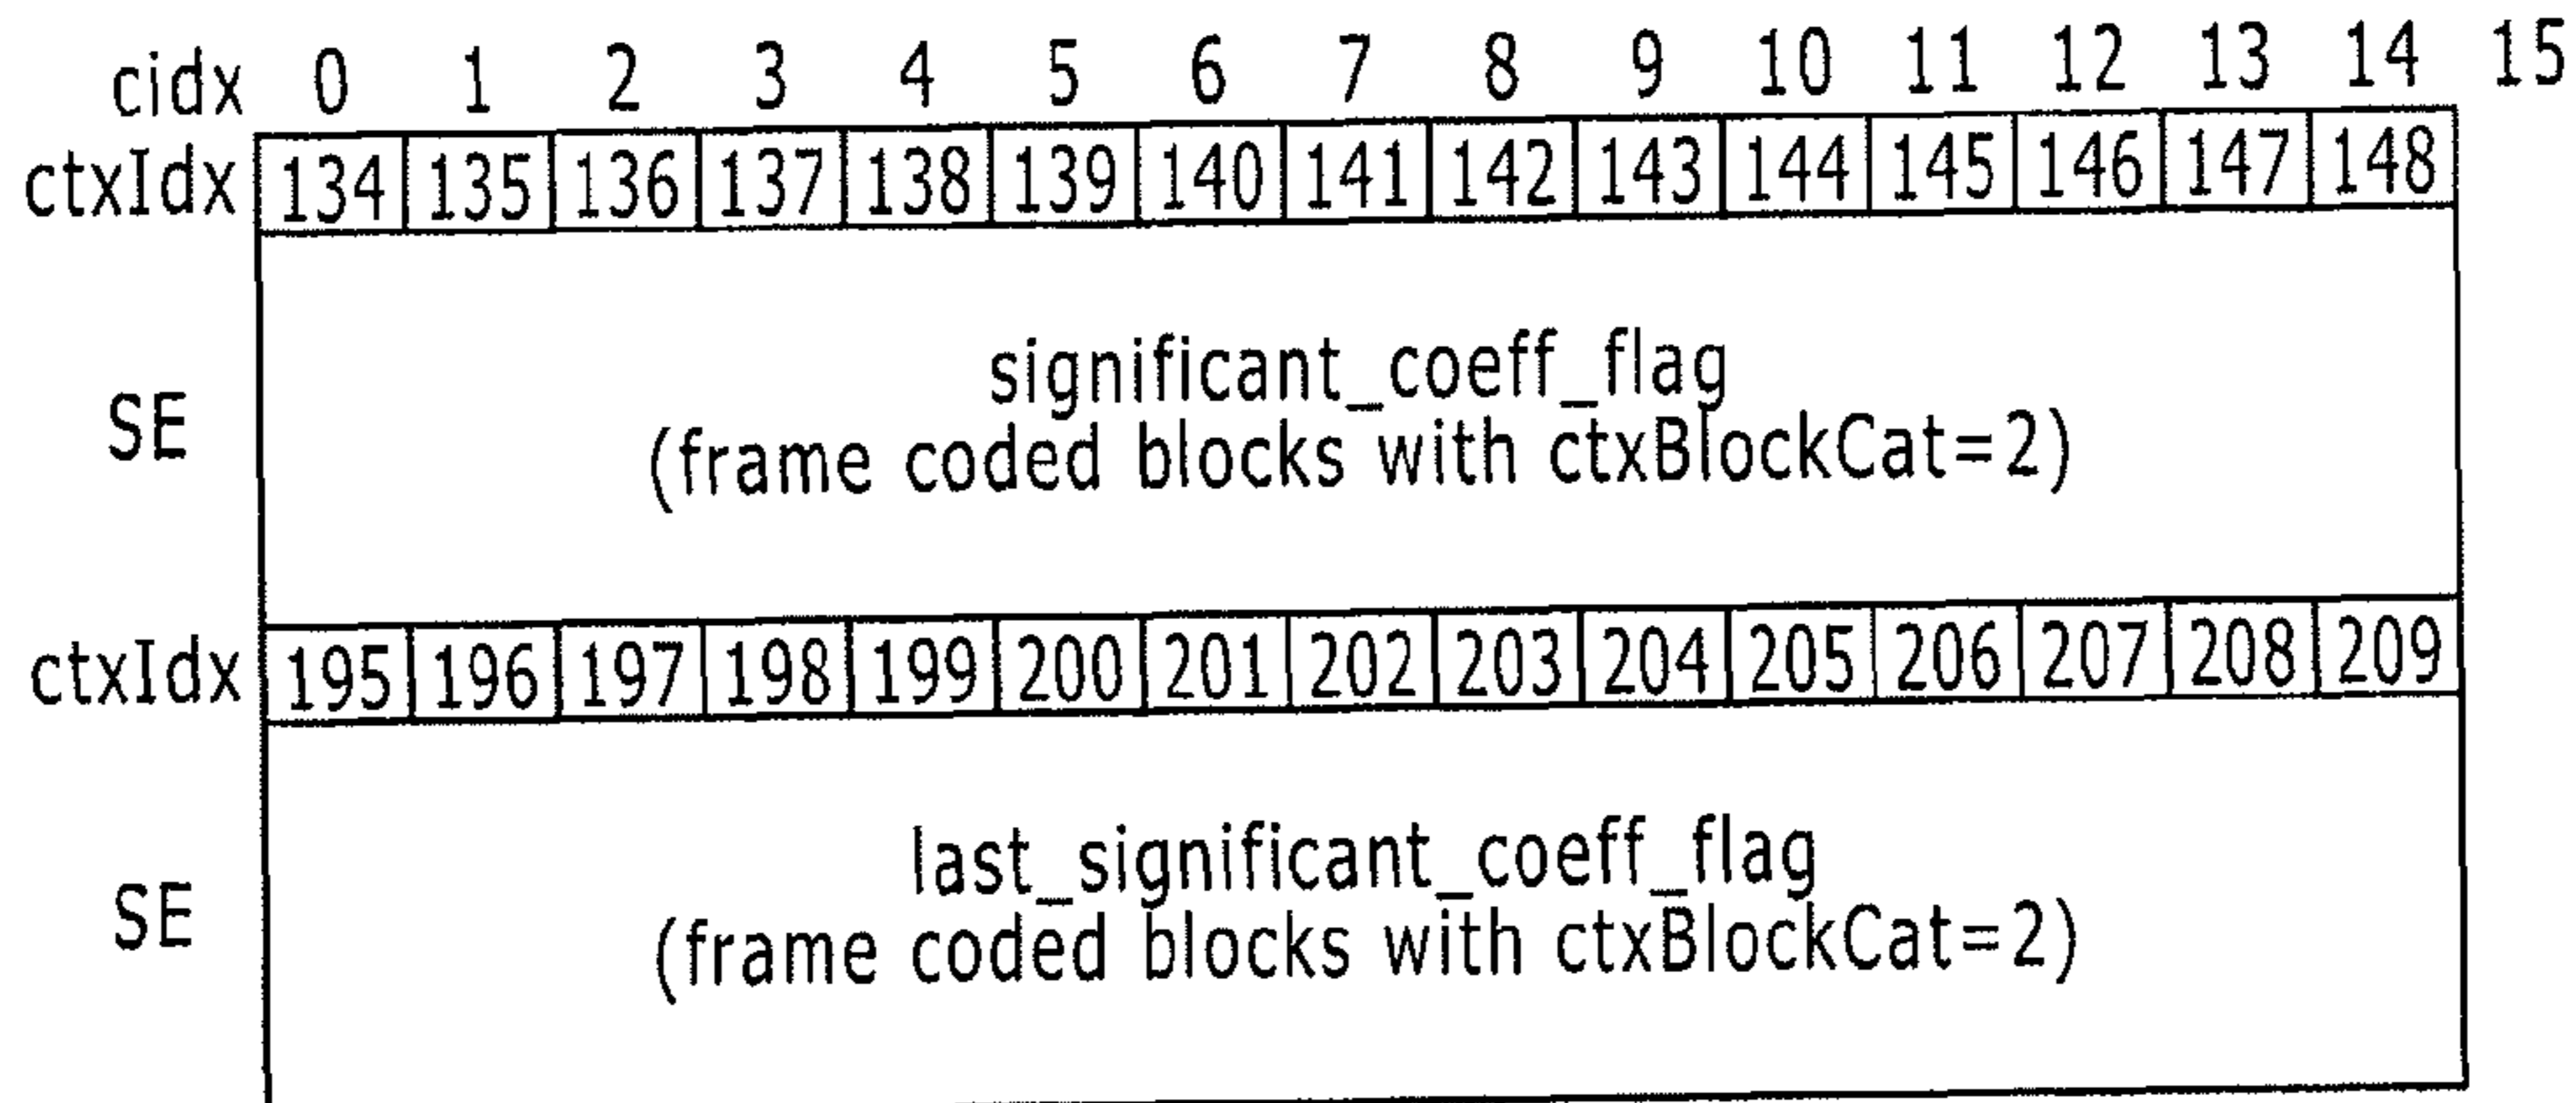 cidx 0 1 2 3 4 5 6 7 8 9 10 11 12 13 14 15
ctxIdx 134 135 136 137 138 139 140 141 142 143 144 145 146 147 148
significant_coeff_flag
SE
(frame coded blocks with ctxBlockCat=2)
ctxIdx 195 196 197 198 199 200 201 202 203 204 205 206 207 208 209
last_significant_coeff_flag
SE
(frame coded blocks with ctxBlockCat=2)